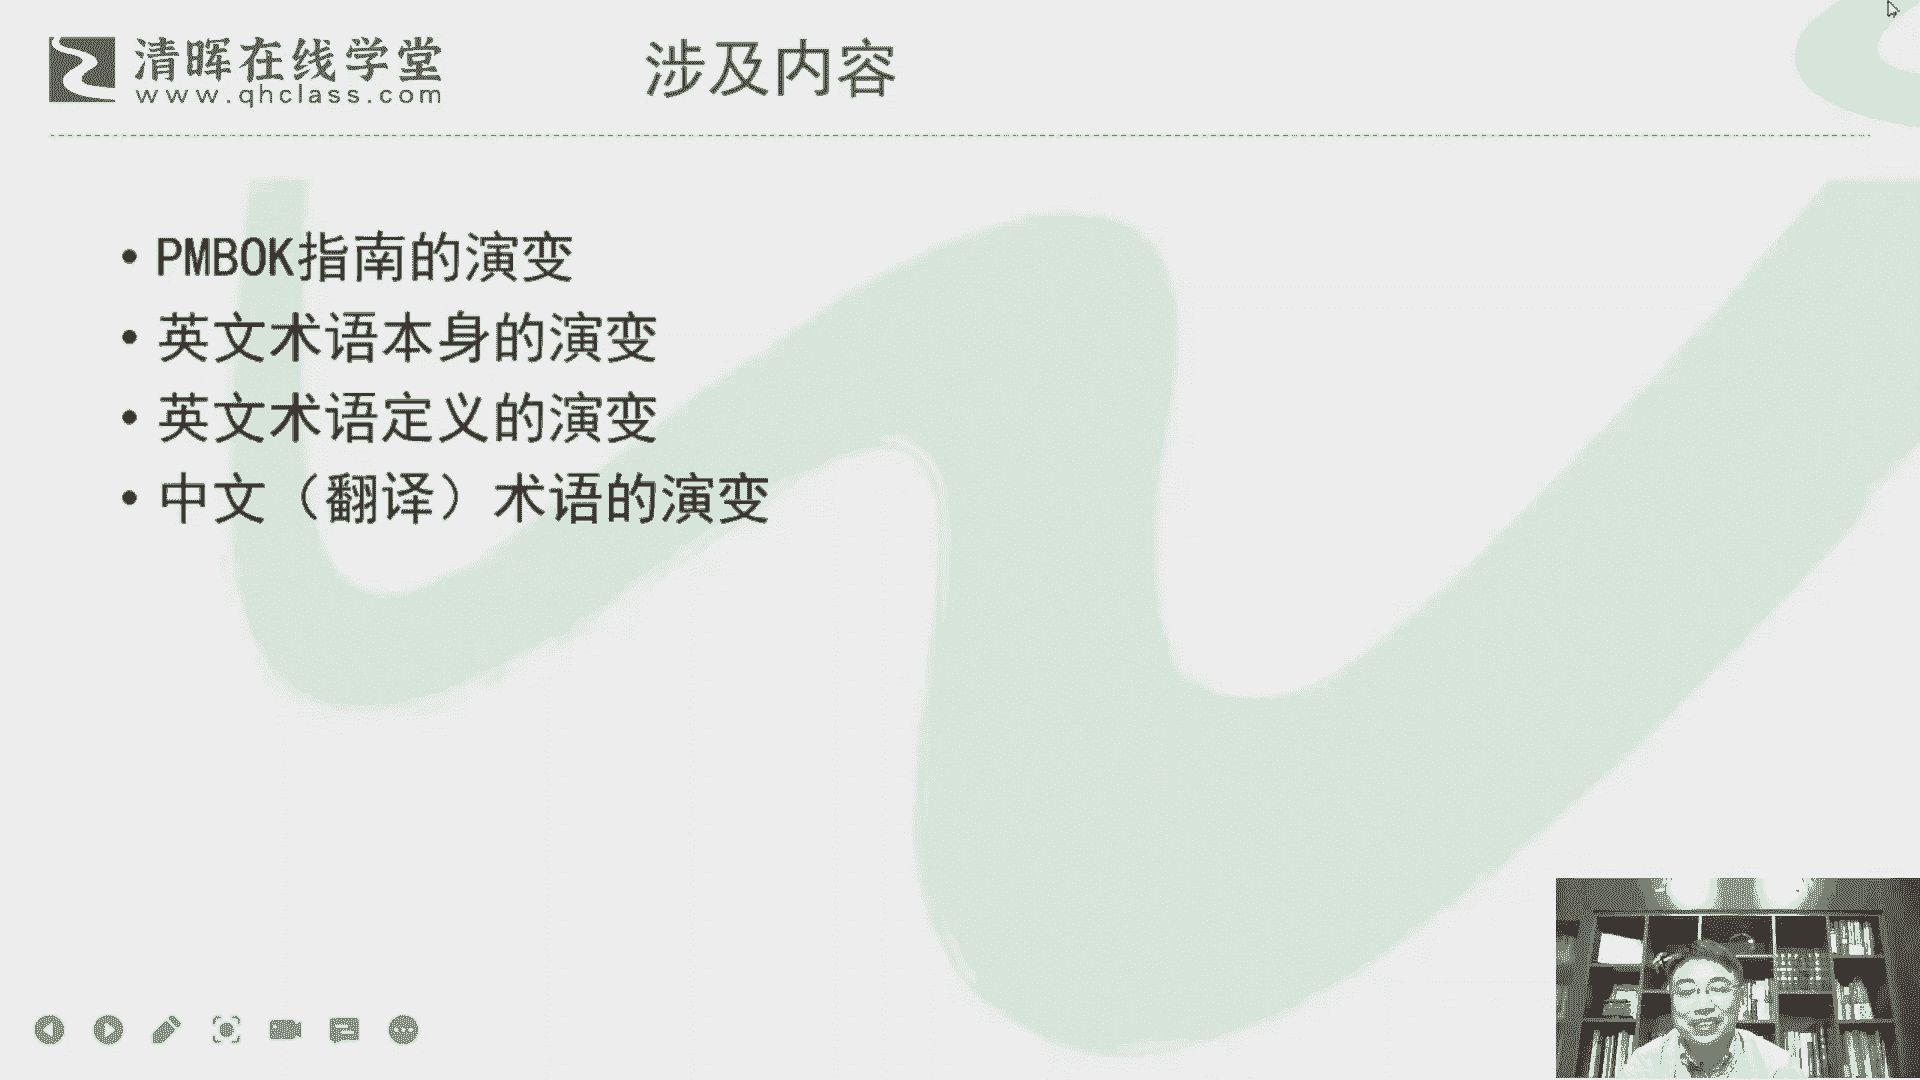 清晖在线学堂
www.qhclass.com
涉及内容
• PMBOK指南的演变
• 英文术语本身的演变
• 英文术语定义的演变
• 中文（翻译）术语的演变